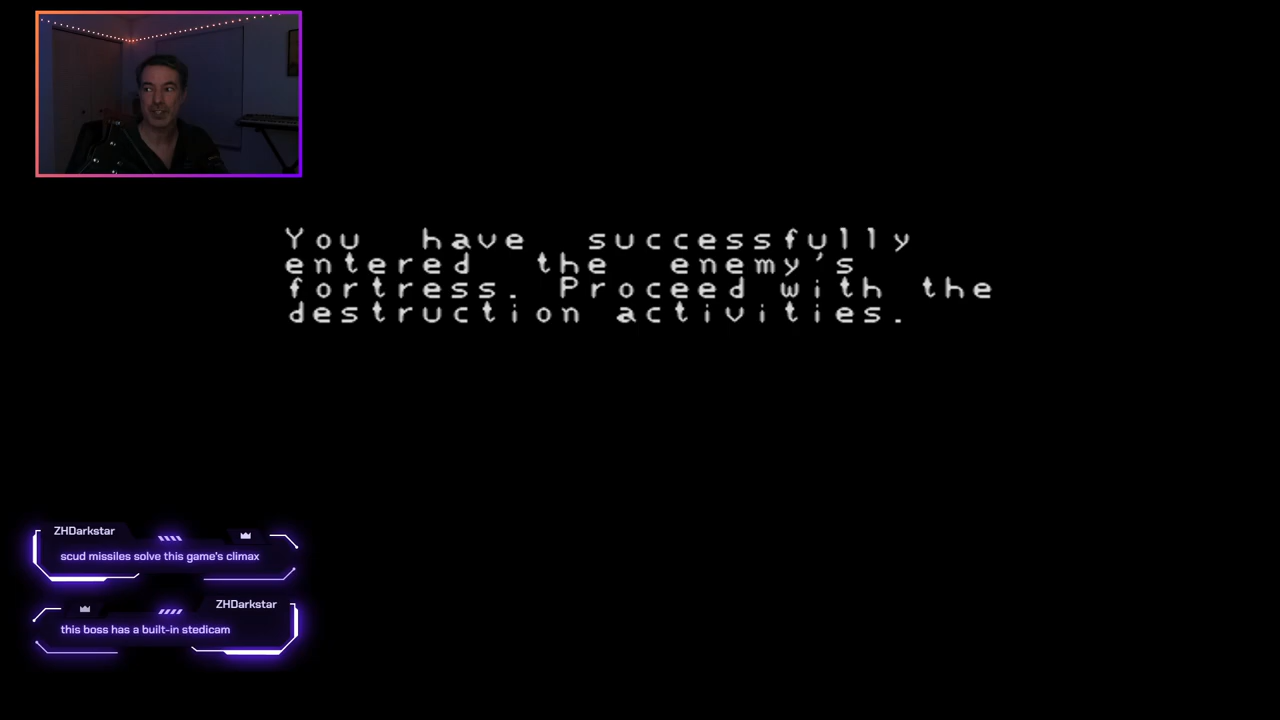 You have successfully
entered the enemy's
fortress. Proceed with the
destruction activities.
ZHDarkstar
scud missiles solve this game's climax
ZHDarkstar
this boss has a built-in stedicam